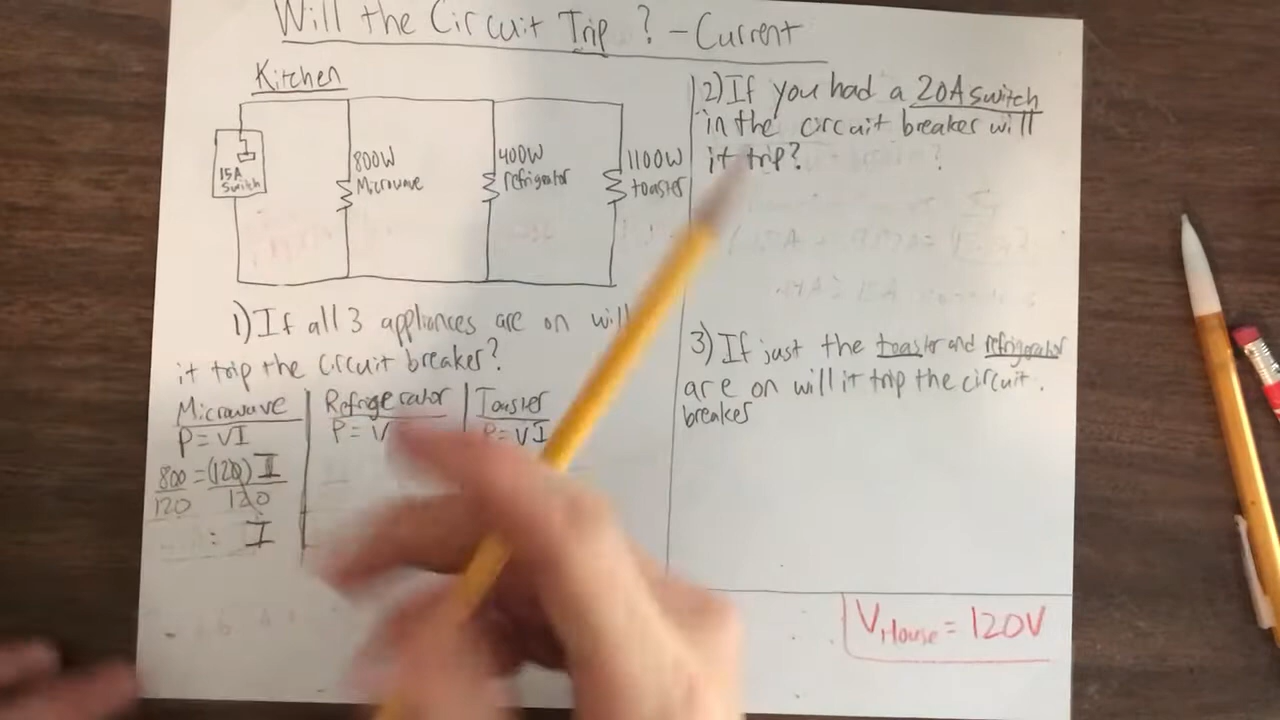 Will the Circuit Trip? - Current
Kitchen
15A
Switch
800W
Microwave
400W
refrigerator
1100W
toaster
1) If all 3 appliances are on will
it trip the circuit breaker?
Microwave
P = VI
800 = (120) I
120 120
= I
Refrigerator
P = V
Toaster
P = VI
2) If you had a 20A switch
in the circuit breaker will
it trip?
3) If just the toaster and refrigerator
are on will it trip the circuit.
breaker
VHouse = 120V